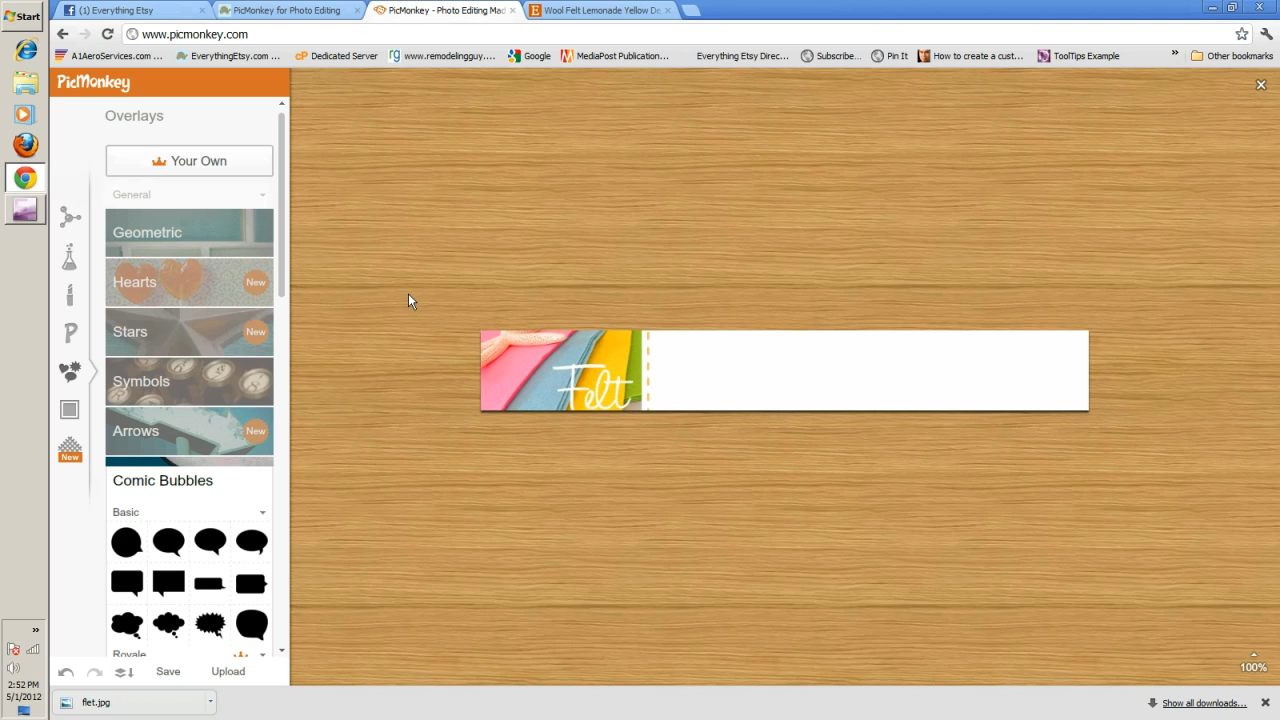 Start
(1) Everything Etsy
PicMonkey for Photo Editing
PicMonkey - Photo Editing Mad
Wool Felt Lemonade Yellow De
www.picmonkey.com
A1AeroServices.com ...
EverythingEtsy.com ...
cP Dedicated Server
rg www.remodelingguy....
Google
MediaPost Publication...
Everything Etsy Direc...
Subscribe...
Pin It
How to create a cust...
ToolTips Example
»
Other bookmarks
PicMonkey
Overlays
Your Own
General
Geometric
Hearts
New
Stars
New
Symbols
Arrows
New
New
Comic Bubbles
Basic
Royale
Felt
Save
Upload
100%
2:52 PM
5/1/2012
flet.jpg
Show all downloads...